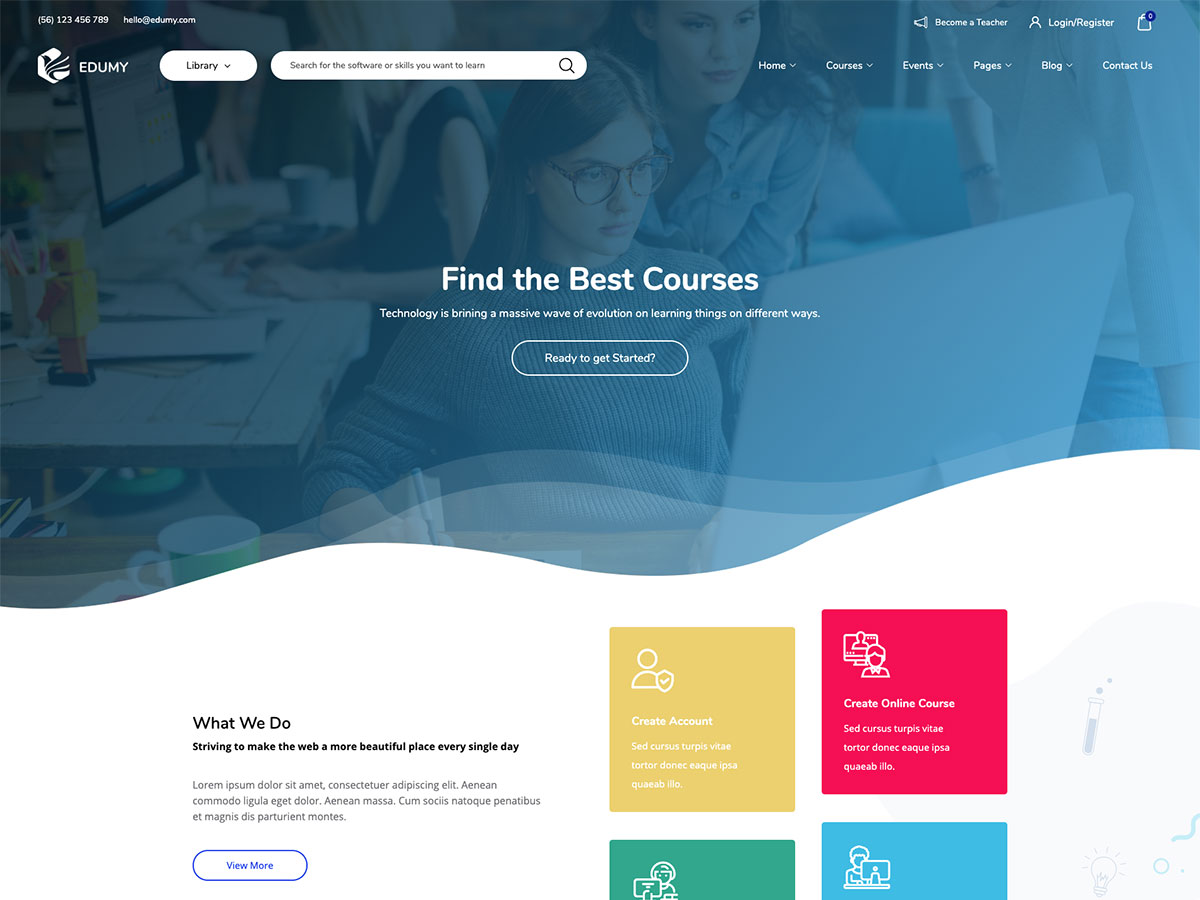 (56) 123 456 789 hello@edumy.com
Become a Teacher Login/Register 0
EDUMY Library Search for the software or skills you want to learn
Home Courses Events Pages Blog Contact Us
Find the Best Courses
Technology is brining a massive wave of evolution on learning things on different ways.
Ready to get Started?
What We Do
Striving to make the web a more beautiful place every single day
Lorem ipsum dolor sit amet, consectetuer adipiscing elit. Aenean
commodo ligula eget dolor. Aenean massa. Cum sociis natoque penatibus
et magnis dis parturient montes.
View More
Create Account
Sed cursus turpis vitae
tortor donec eaque ipsa
quaeab illo.
Create Online Course
Sed cursus turpis vitae
tortor donec eaque ipsa
quaeab illo.